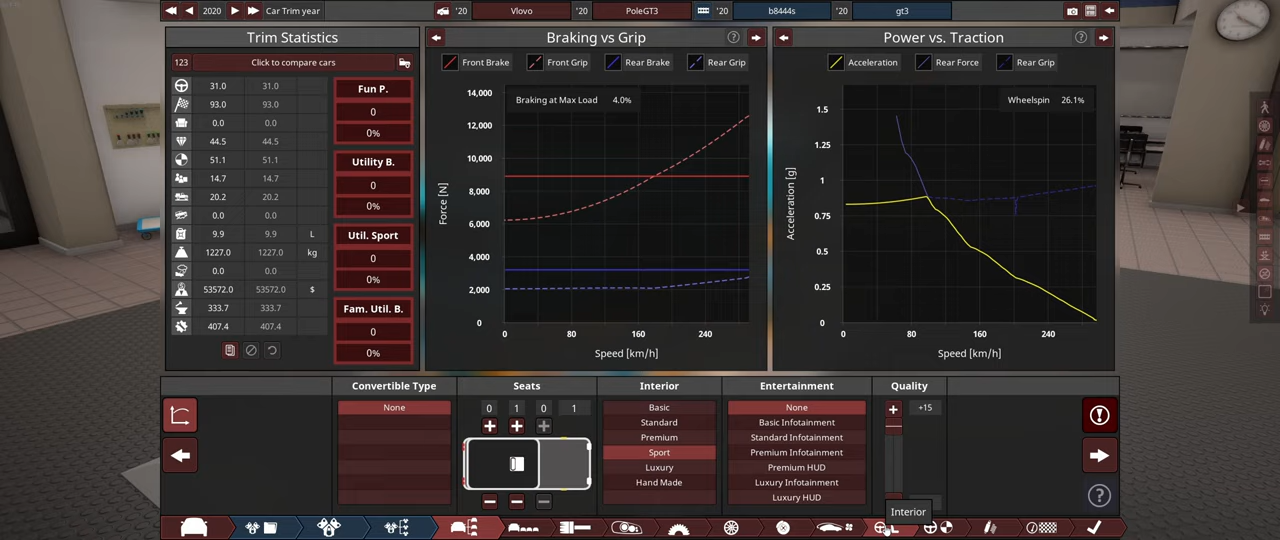 2020 Car Trim year '20 Vlovo '20 PoleGT3 '20 b8444s '20 gt3
Trim Statistics
123 Click to compare cars
31.0 31.0
93.0 93.0
0.0 0.0
44.5 44.5
51.1 51.1
14.7 14.7
20.2 20.2
0.0 0.0
9.9 9.9 L
1227.0 1227.0 kg
0.0 0.0
53572.0 53572.0 $
333.7 333.7
407.4 407.4
Fun P.
0
0%
Utility B.
0
0%
Util. Sport
0
0%
Fam. Util. B.
0
0%
Braking vs Grip ?
Front Brake Front Grip Rear Brake Rear Grip
Braking at Max Load 4.0%
Force [N]
14,000
12,000
10,000
8,000
6,000
4,000
2,000
0
0 80 160 240
Speed [km/h]
Power vs. Traction ?
Acceleration Rear Force Rear Grip
Wheelspin 26.1%
Acceleration [g]
1.5
1.25
1
0.75
0.5
0.25
0
0 80 160 240
Speed [km/h]
Convertible Type
None
Seats
0 1 0 1
Interior
Basic
Standard
Premium
Sport
Luxury
Hand Made
Entertainment
None
Basic Infotainment
Standard Infotainment
Premium Infotainment
Premium HUD
Luxury Infotainment
Luxury HUD
Quality
+15
Interior
?